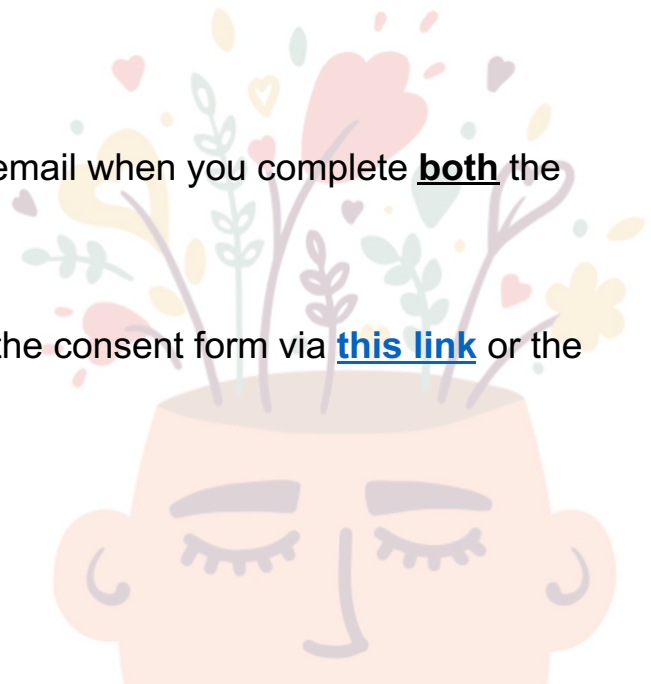 email when you complete both the
the consent form via this link or the